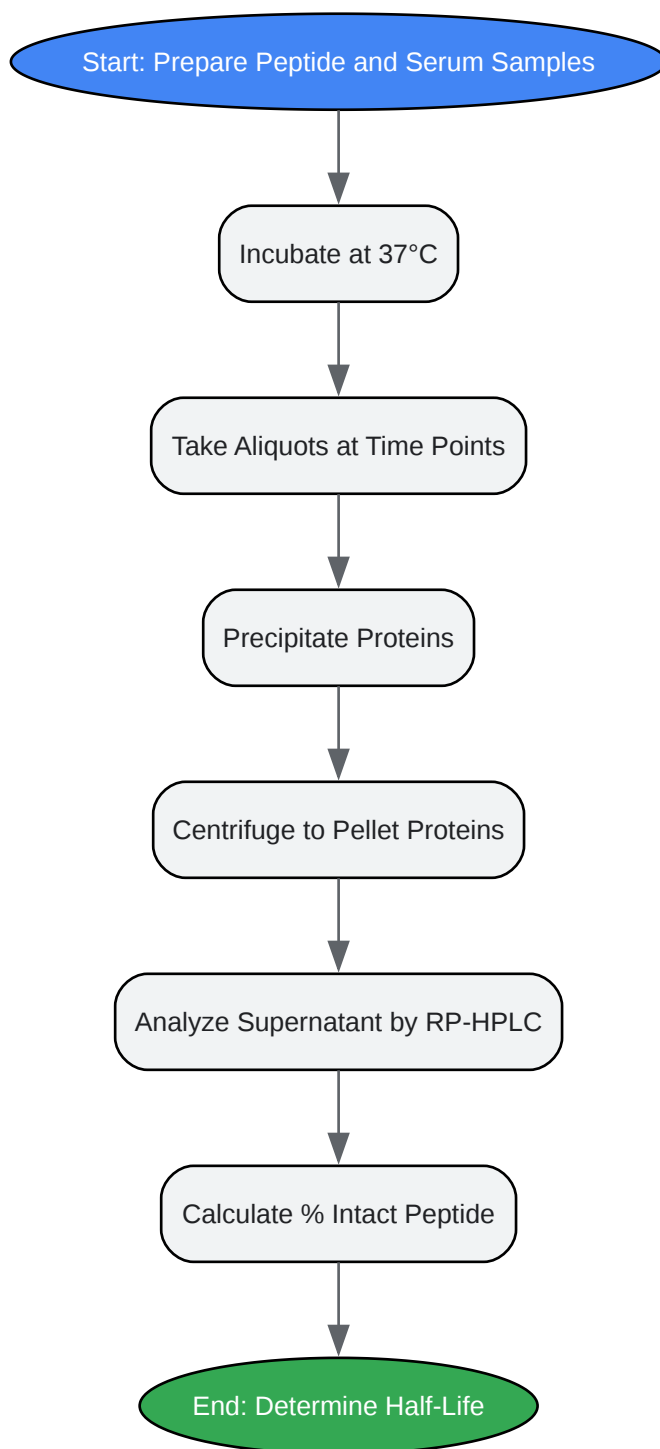 Start: Prepare Peptide and Serum Samples
Incubate at 37°C
Take Aliquots at Time Points
Precipitate Proteins
Centrifuge to Pellet Proteins
Analyze Supernatant by RP-HPLC
Calculate % Intact Peptide
End: Determine Half-Life